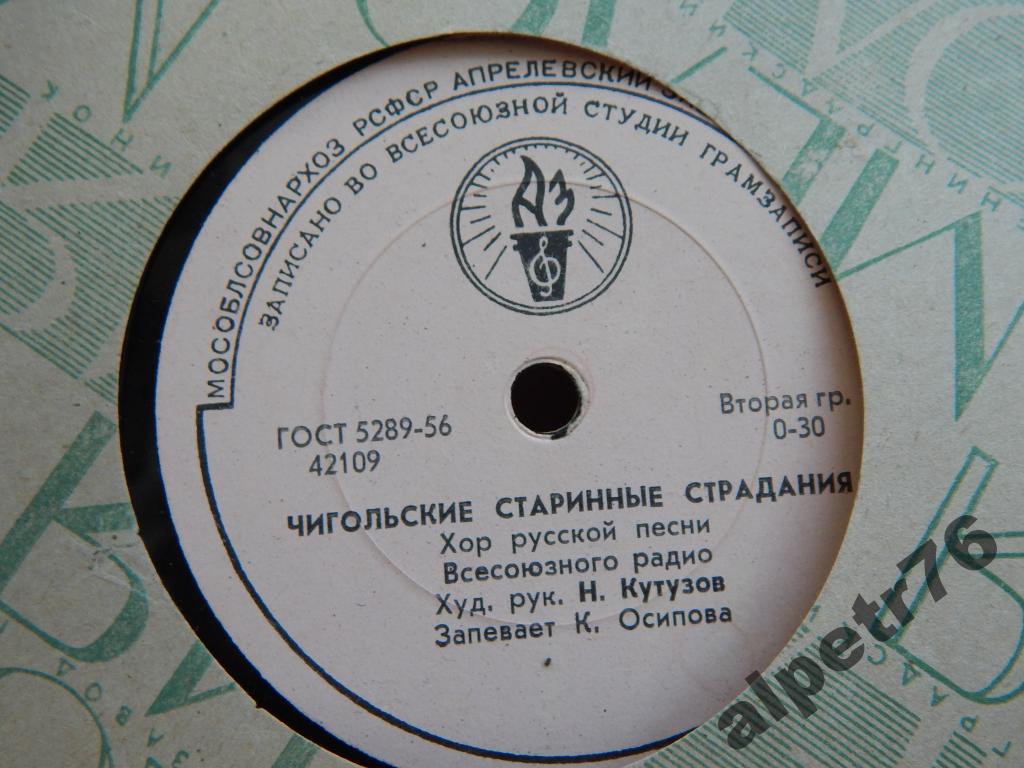 МОСОБЛСОВНАРХОЗ РСФСР АПРЕЛЕВСКИЙ
ЗАПИСАНО ВО ВСЕСОЮЗНОЙ СТУДИИ ГРАМЗАПИСИ
АЗ
ГОСТ 5289-56
42109
Вторая гр.
0-30
ЧИГОЛЬСКИЕ СТАРИННЫЕ СТРАДАНИЯ
Хор русской песни
Всесоюзного радио
Худ. рук. Н. Кутузов
Запевает К. Осипова
alpetr76